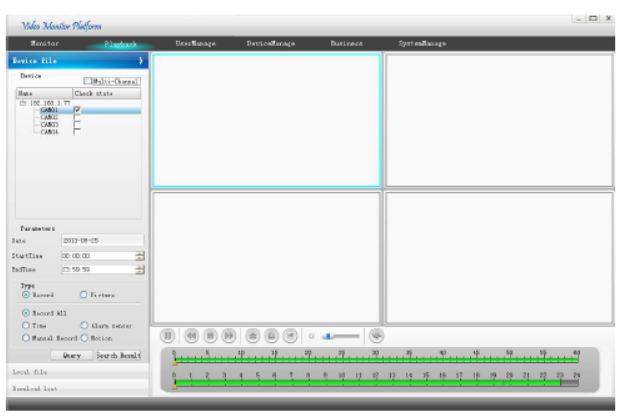 Video Monitor Platform
Monitor Playback UserManage DeviceManage Business SystemManage
Device file
Device
Multi-Channel
Name Check state
192.168.1.77
CAM01
CAM02
CAM03
CAM04
Parameters
Date 2013-06-25
StartTime 00:00:00
EndTime 23:59:59
Type
Record Picture
Record All
Time Alarm sensor
Manual Record Motion
Query Search Result
Local file
Download list
0 5 10 15 20 25 30 35 40 45 50 55 60
0 1 2 3 4 5 6 7 8 9 10 11 12 13 14 15 16 17 18 19 20 21 22 23 24